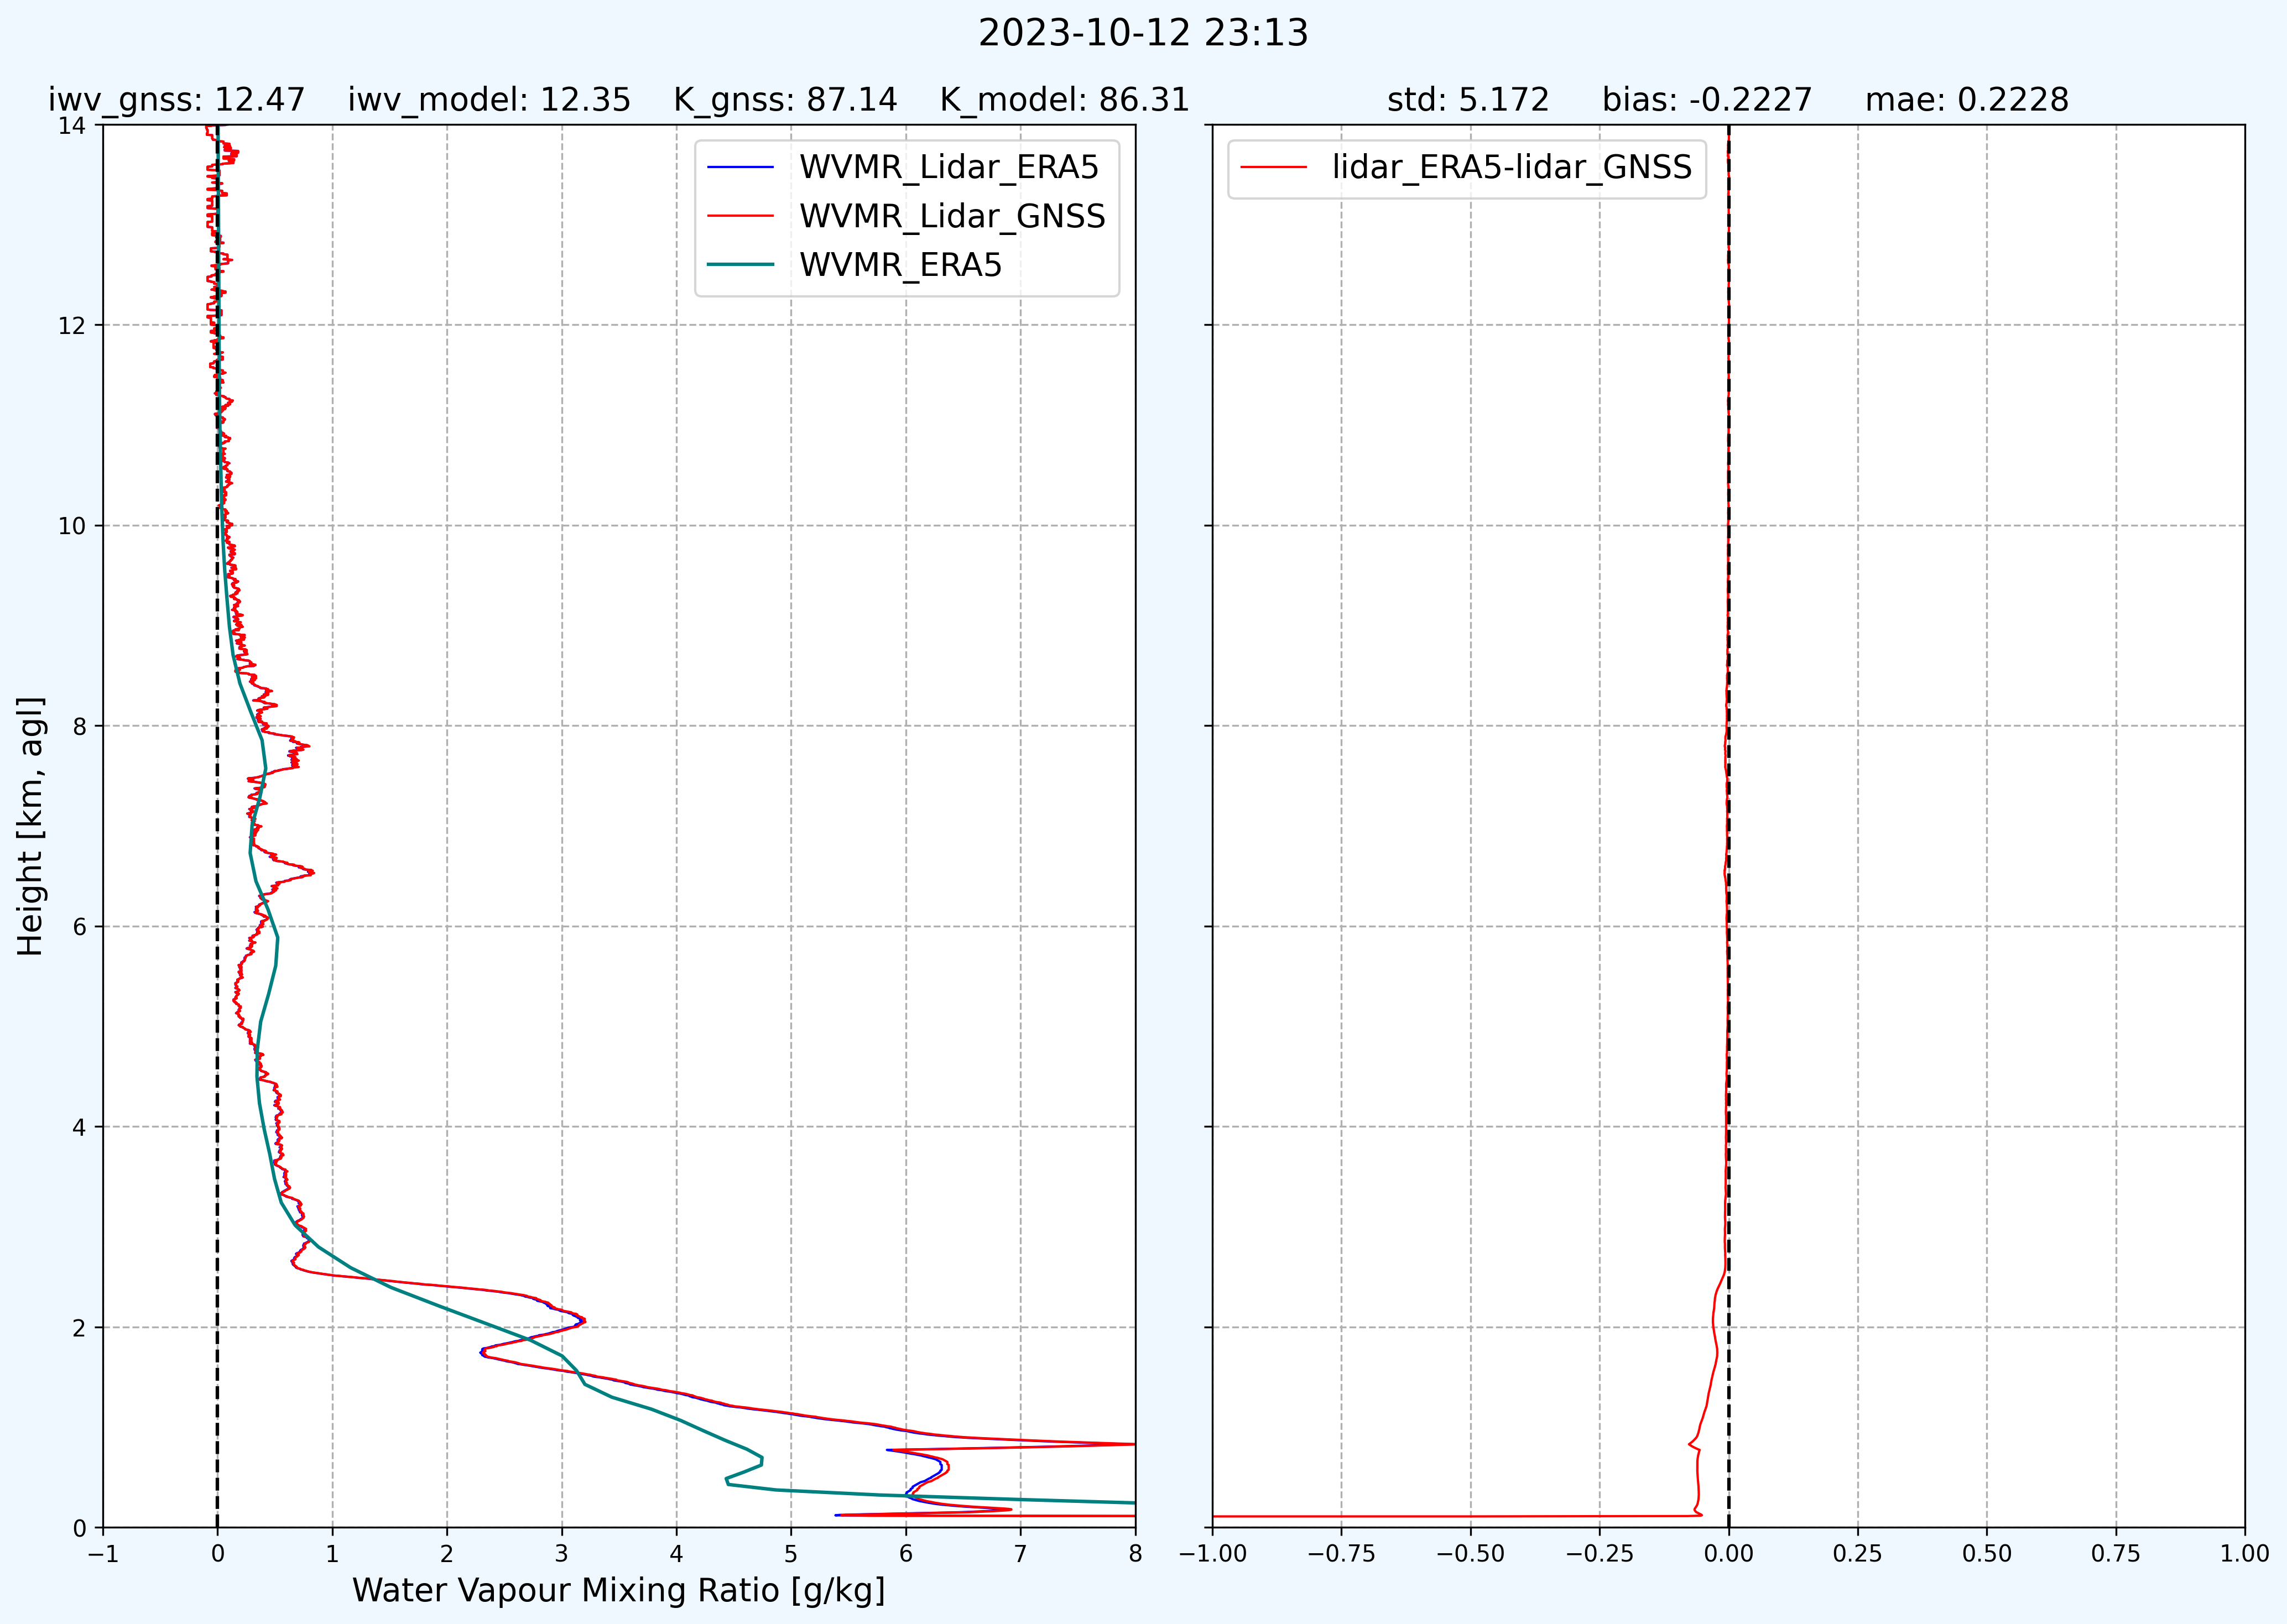 2023-10-12 23:13
iwv_gnss: 12.47 iwv_model: 12.35 K_gnss: 87.14 K_model: 86.31
std: 5.172 bias: -0.2227 mae: 0.2228
WVMR_Lidar_ERA5
WVMR_Lidar_GNSS
WVMR_ERA5
lidar_ERA5-lidar_GNSS
14
12
10
8
6
4
2
0
Height [km, agl]
−1 0 1 2 3 4 5 6 7 8
Water Vapour Mixing Ratio [g/kg]
−1.00 −0.75 −0.50 −0.25 0.00 0.25 0.50 0.75 1.00